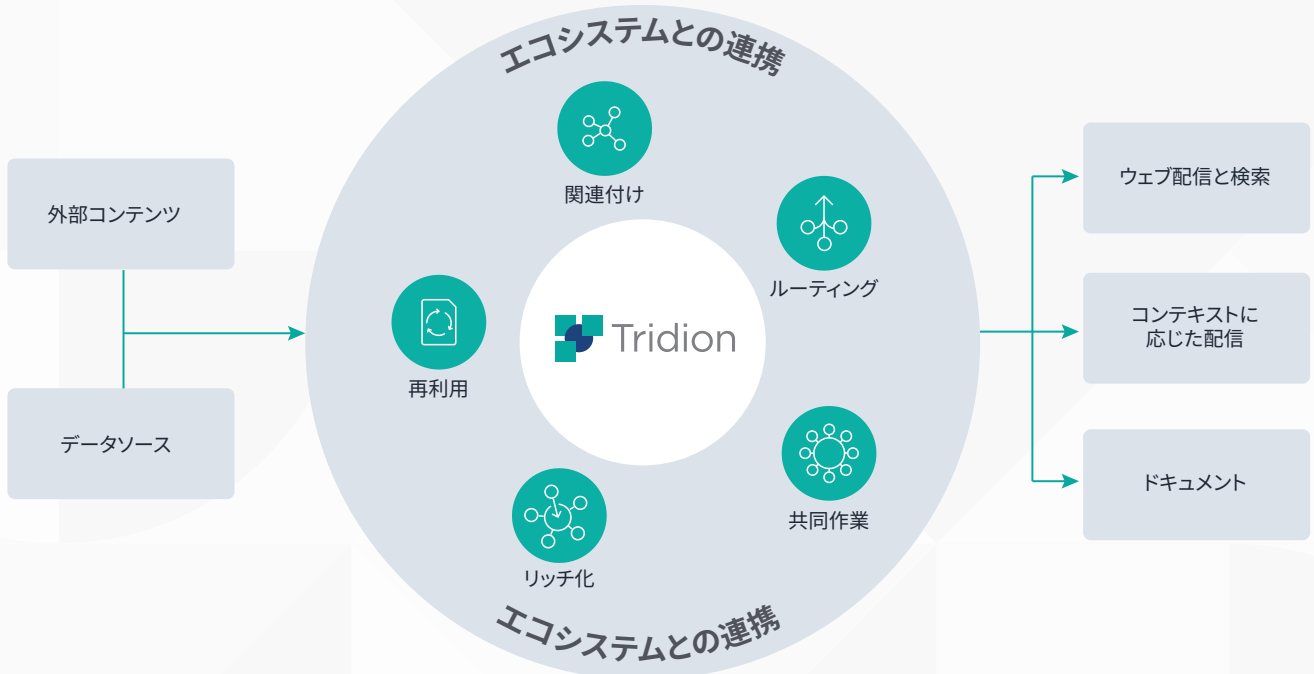 エコシステムとの連携
関連付け
ルーティング
外部コンテンツ
再利用
Tridion
データソース
共同作業
リッチ化
エコシステムとの連携
ウェブ配信と検索
コンテキストに
応じた配信
ドキュメント